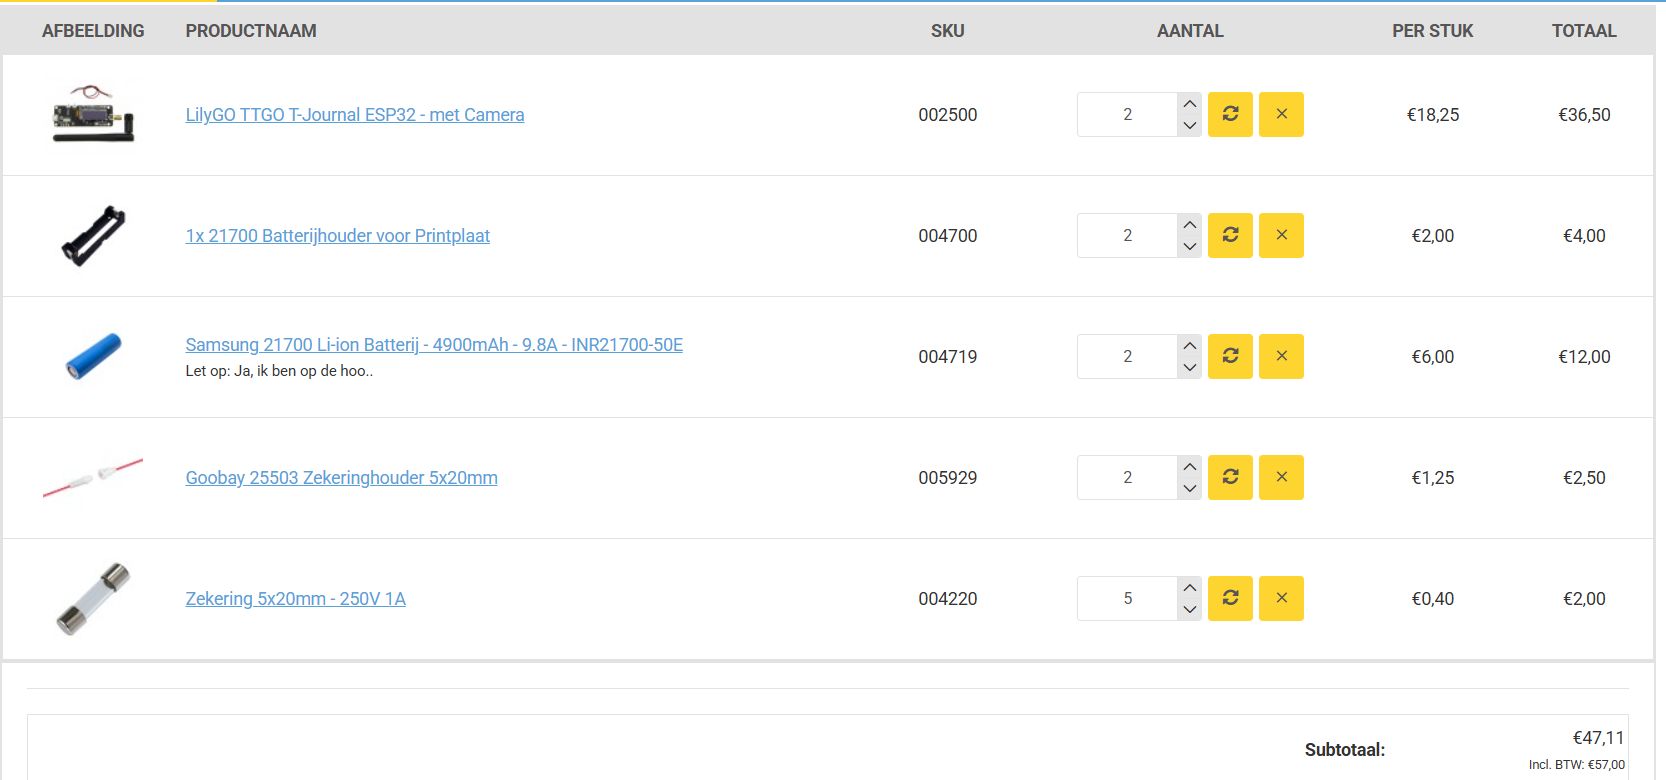 AFBEELDING PRODUCTNAAM SKU AANTAL PER STUK TOTAAL
LilyGO TTGO T-Journal ESP32 - met Camera 002500 2 €18,25 €36,50
1x 21700 Batterijhouder voor Printplaat 004700 2 €2,00 €4,00
Samsung 21700 Li-ion Batterij - 4900mAh - 9.8A - INR21700-50E
Let op: Ja, ik ben op de hoo..
004719 2 €6,00 €12,00
Goobay 25503 Zekeringhouder 5x20mm 005929 2 €1,25 €2,50
Zekering 5x20mm - 250V 1A 004220 5 €0,40 €2,00
Subtotaal: €47,11
Incl. BTW: €57,00